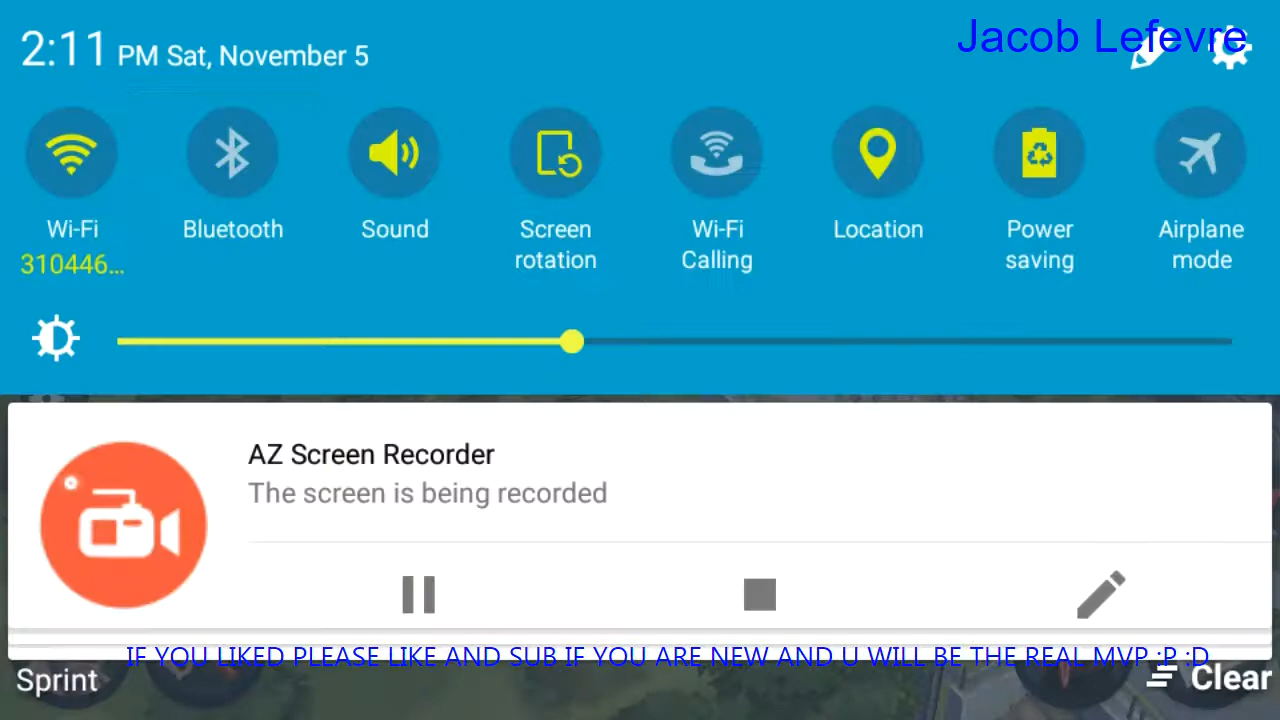 2:11 PM Sat, November 5
Jacob Lefevre
Wi-Fi
310446...
Bluetooth
Sound
Screen
rotation
Wi-Fi
Calling
Location
Power
saving
Airplane
mode
AZ Screen Recorder
The screen is being recorded
IF YOU LIKED PLEASE LIKE AND SUB IF YOU ARE NEW AND U WILL BE THE REAL MVP :P :D
Sprint
Clear